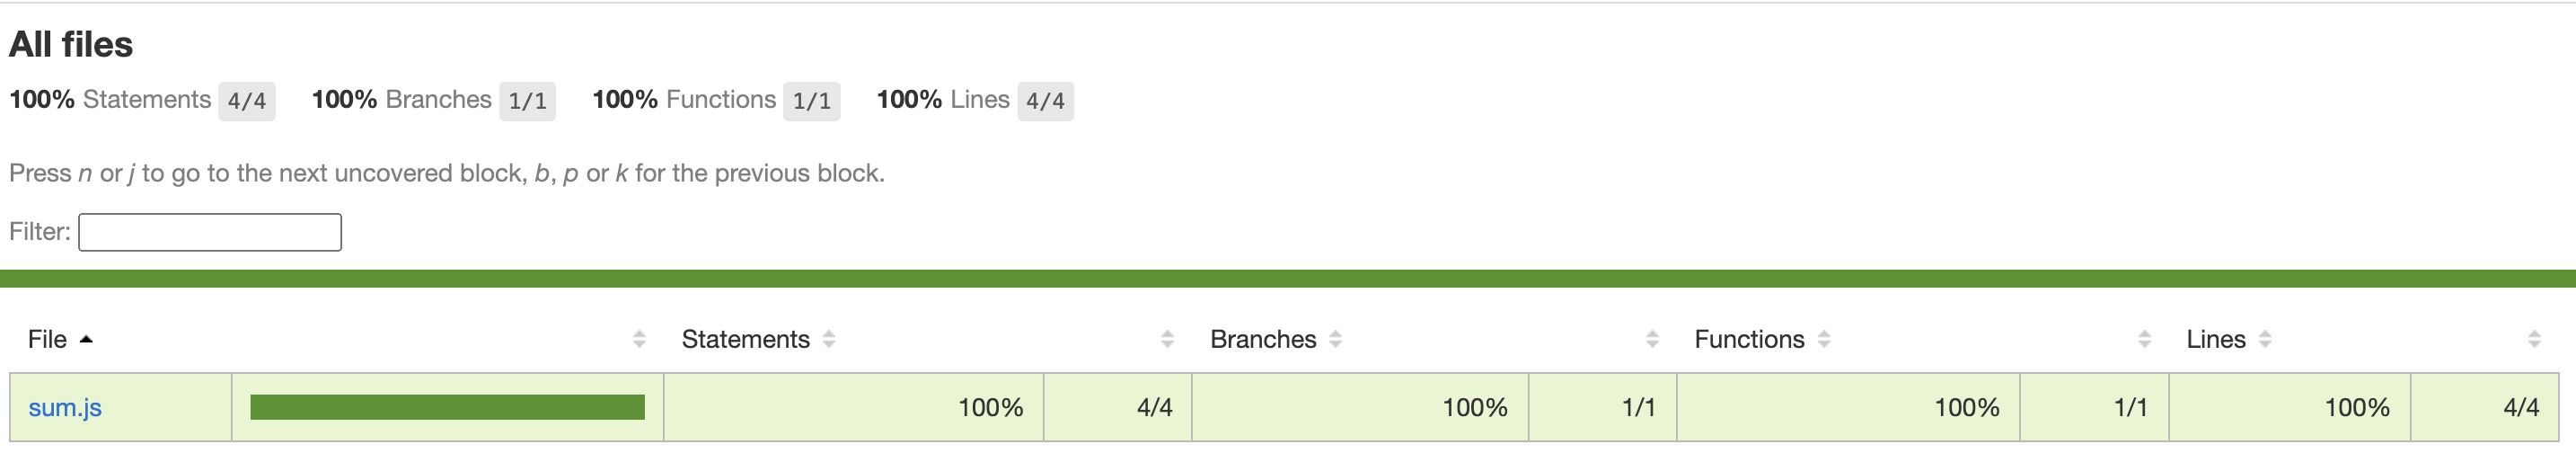 All files
100% Statements 4/4 100% Branches 1/1 100% Functions 1/1 100% Lines 4/4
Press n or j to go to the next uncovered block, b, p or k for the previous block.
Filter:
File Statements Branches Functions Lines
sum.js 100% 4/4 100% 1/1 100% 1/1 100% 4/4